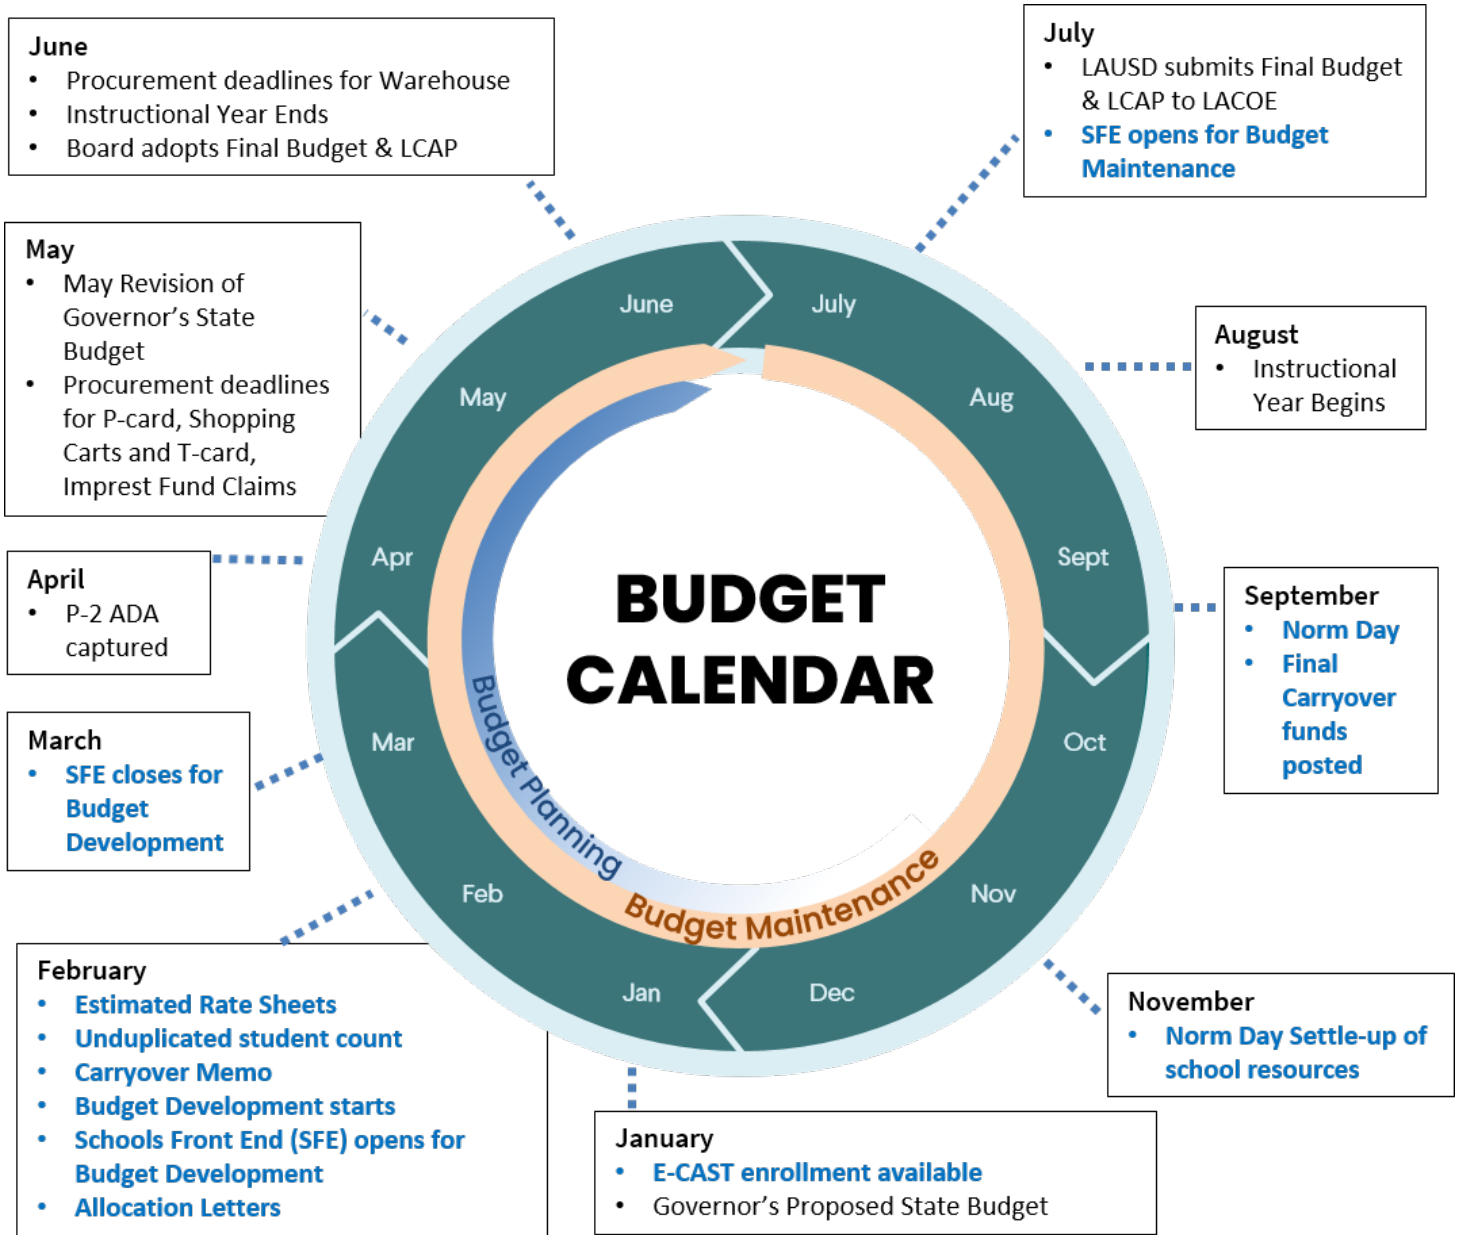 June
• Procurement deadlines for Warehouse
• Instructional Year Ends
• Board adopts Final Budget & LCAP
July
• LAUSD submits Final Budget
& LCAP to LACOE
• SFE opens for Budget
Maintenance
May
• May Revision of
Governor’s State
Budget
• Procurement deadlines
for P-card, Shopping
Carts and T-card,
Imprest Fund Claims
August
• Instructional
Year Begins
April
• P-2 ADA
captured
September
• Norm Day
• Final
Carryover
funds
posted
March
• SFE closes for
Budget
Development
February
• Estimated Rate Sheets
• Unduplicated student count
• Carryover Memo
• Budget Development starts
• Schools Front End (SFE) opens for
Budget Development
• Allocation Letters
January
• E-CAST enrollment available
• Governor’s Proposed State Budget
November
• Norm Day Settle-up of
school resources
June
July
May
Aug
Apr
Sept
Mar
Oct
Feb
Nov
Jan
Dec
BUDGET
CALENDAR
Budget Planning
Budget Maintenance